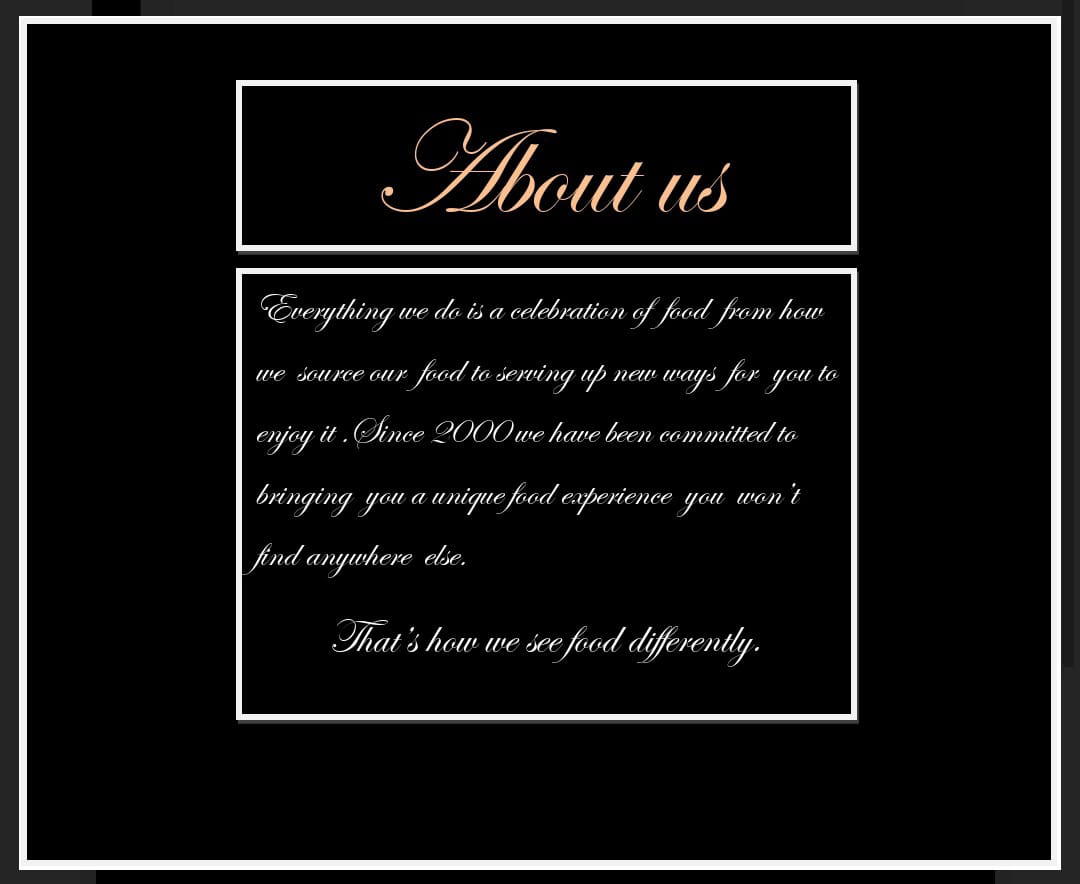 About us
Everything we do is a celebration of food from how
we source our food to serving up new ways for you to
enjoy it . Since 2000 we have been committed to
bringing you a unique food experience you won't
find anywhere else.
That's how we see food differently.